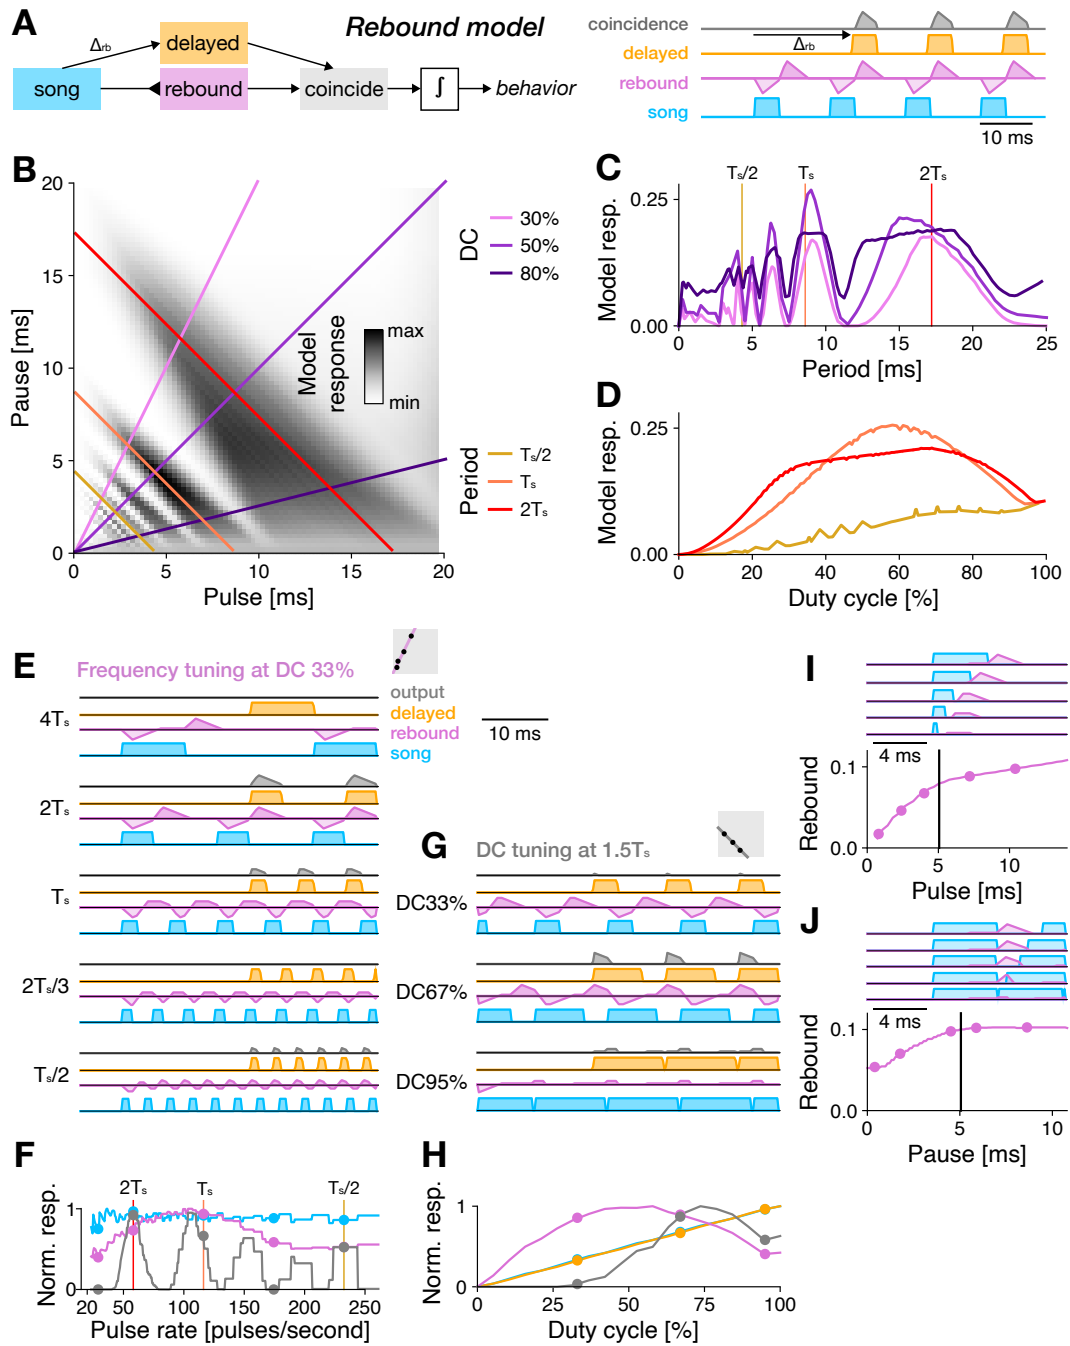 A
Rebound model
Δrb
delayed
song
rebound
coincide
∫
behavior
coincidence
delayed
Δrb
rebound
song
10 ms
B
20
15
10
5
0
Pause [ms]
0
5
10
15
20
Pulse [ms]
Model response
max
min
DC
30%
50%
80%
Period
Ts/2
Ts
2Ts
C
Ts/2
Ts
2Ts
0.25
0.00
Model resp.
0
5
10
15
20
25
Period [ms]
D
0.25
0.00
Model resp.
0
20
40
60
80
100
Duty cycle [%]
E
Frequency tuning at DC 33%
output
delayed
rebound
song
10 ms
4Ts
2Ts
Ts
2Ts/3
Ts/2
F
2Ts
Ts
Ts/2
1
0
Norm. resp.
20
50
100
150
200
250
Pulse rate [pulses/second]
G
DC tuning at 1.5Ts
DC33%
DC67%
DC95%
H
1
0
Norm. resp.
0
25
50
75
100
Duty cycle [%]
I
4 ms
0.1
0.0
Rebound
0
5
10
Pulse [ms]
J
4 ms
0.1
0.0
Rebound
0
5
10
Pause [ms]